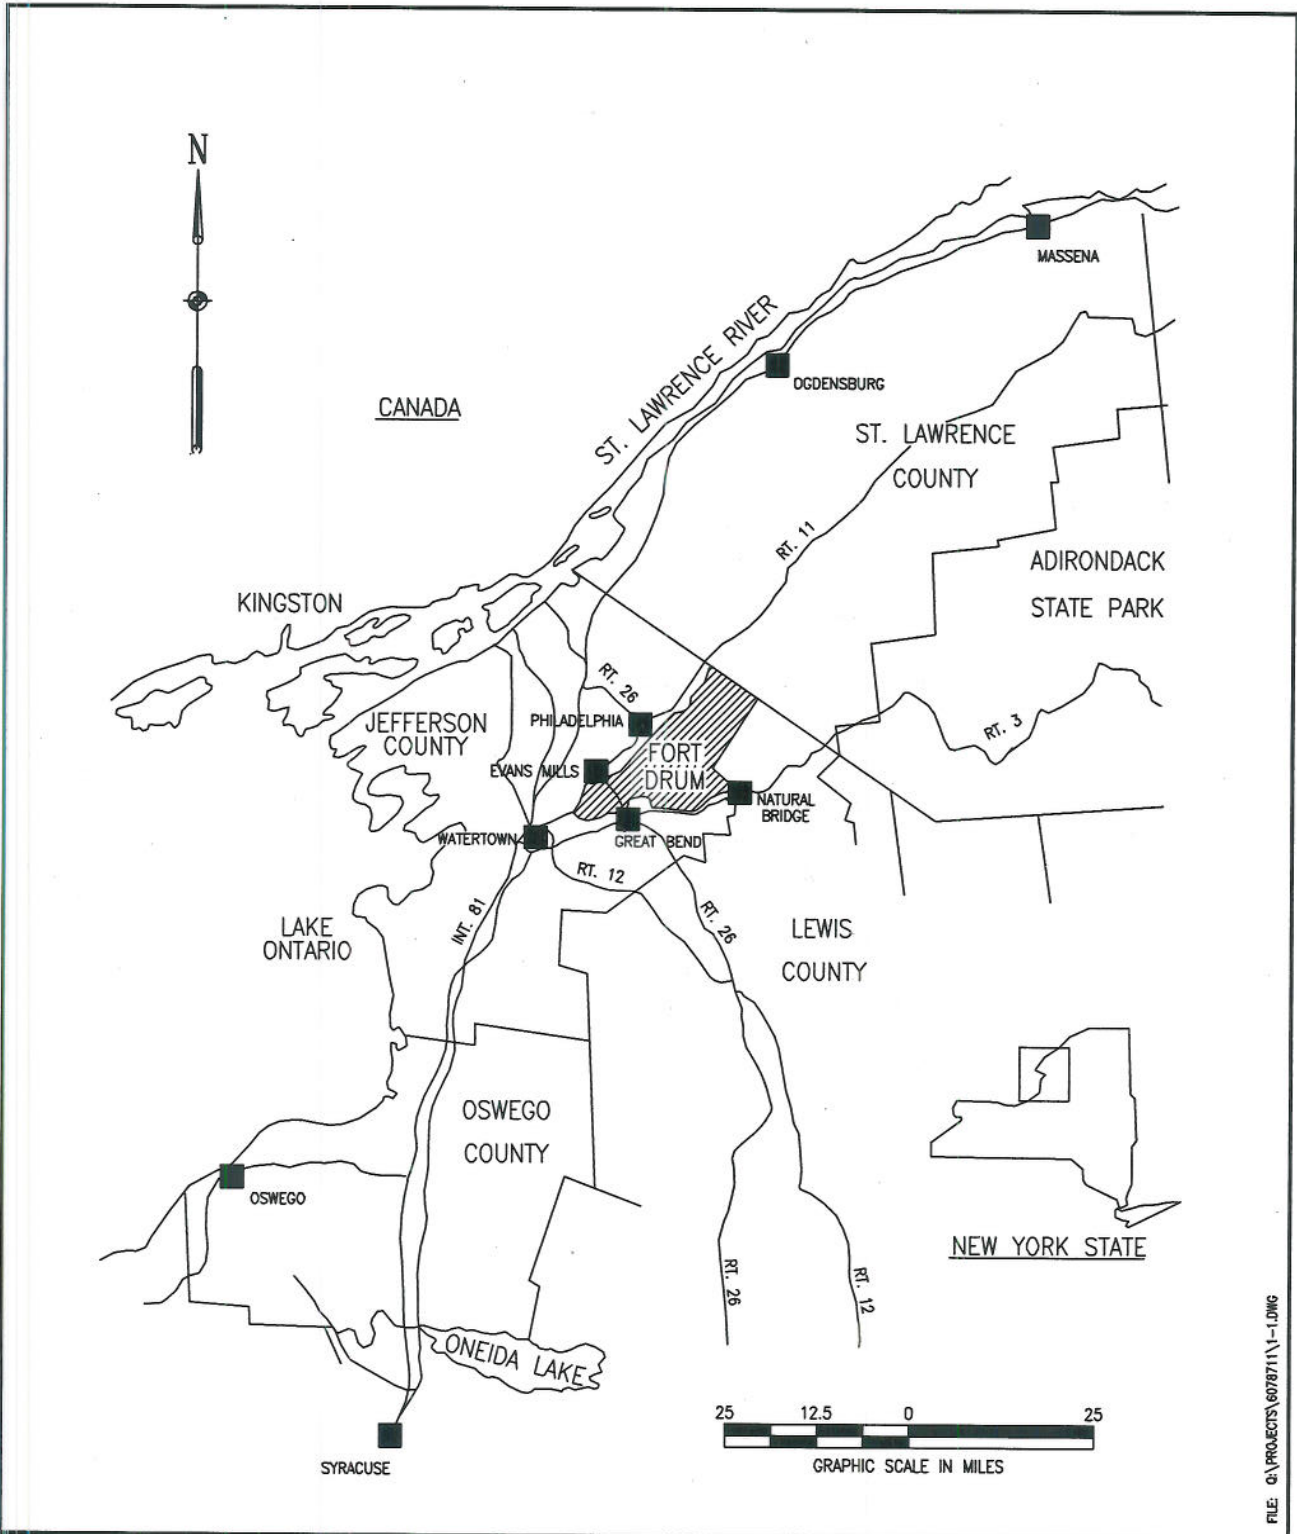 N
MASSENA
ST. LAWRENCE RIVER
OGDENSBURG
CANADA
ST. LAWRENCE
COUNTY
RT. 11
ADIRONDACK
STATE PARK
KINGSTON
RT. 26
RT. 3
PHILADELPHIA
JEFFERSON
COUNTY
FORT
DRUM
EVANS MILLS
NATURAL
BRIDGE
WATERTOWN
GREAT BEND
RT. 12
INT. 81
RT. 26
LAKE
ONTARIO
LEWIS
COUNTY
OSWEGO
COUNTY
OSWEGO
NEW YORK STATE
RT. 26
RT. 12
ONEIDA LAKE
SYRACUSE
25 12.5 0 25
GRAPHIC SCALE IN MILES
FILE: Q:\PROJECTS\6078711\1-1.DWG